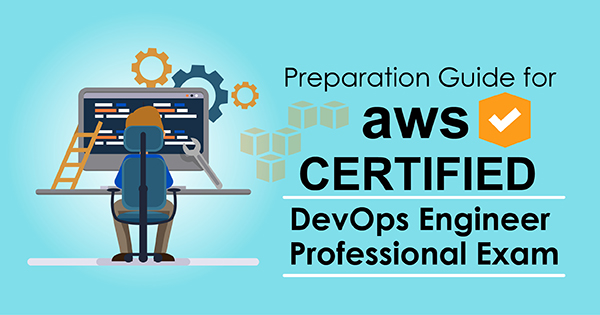 Preparation Guide for
aws
CERTIFIED
DevOps Engineer
Professional Exam